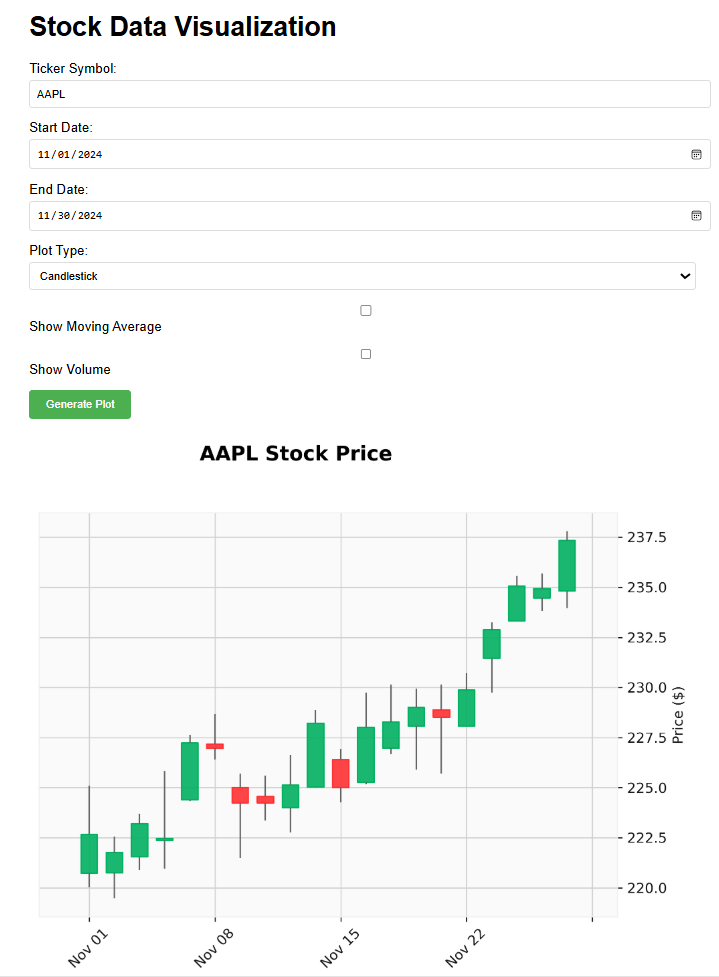 Stock Data Visualization
Ticker Symbol:
AAPL
Start Date:
11/01/2024
End Date:
11/30/2024
Plot Type:
Candlestick
Show Moving Average
Show Volume
Generate Plot
AAPL Stock Price
237.5
235.0
232.5
230.0
227.5
225.0
222.5
220.0
Price ($)
Nov 01
Nov 08
Nov 15
Nov 22